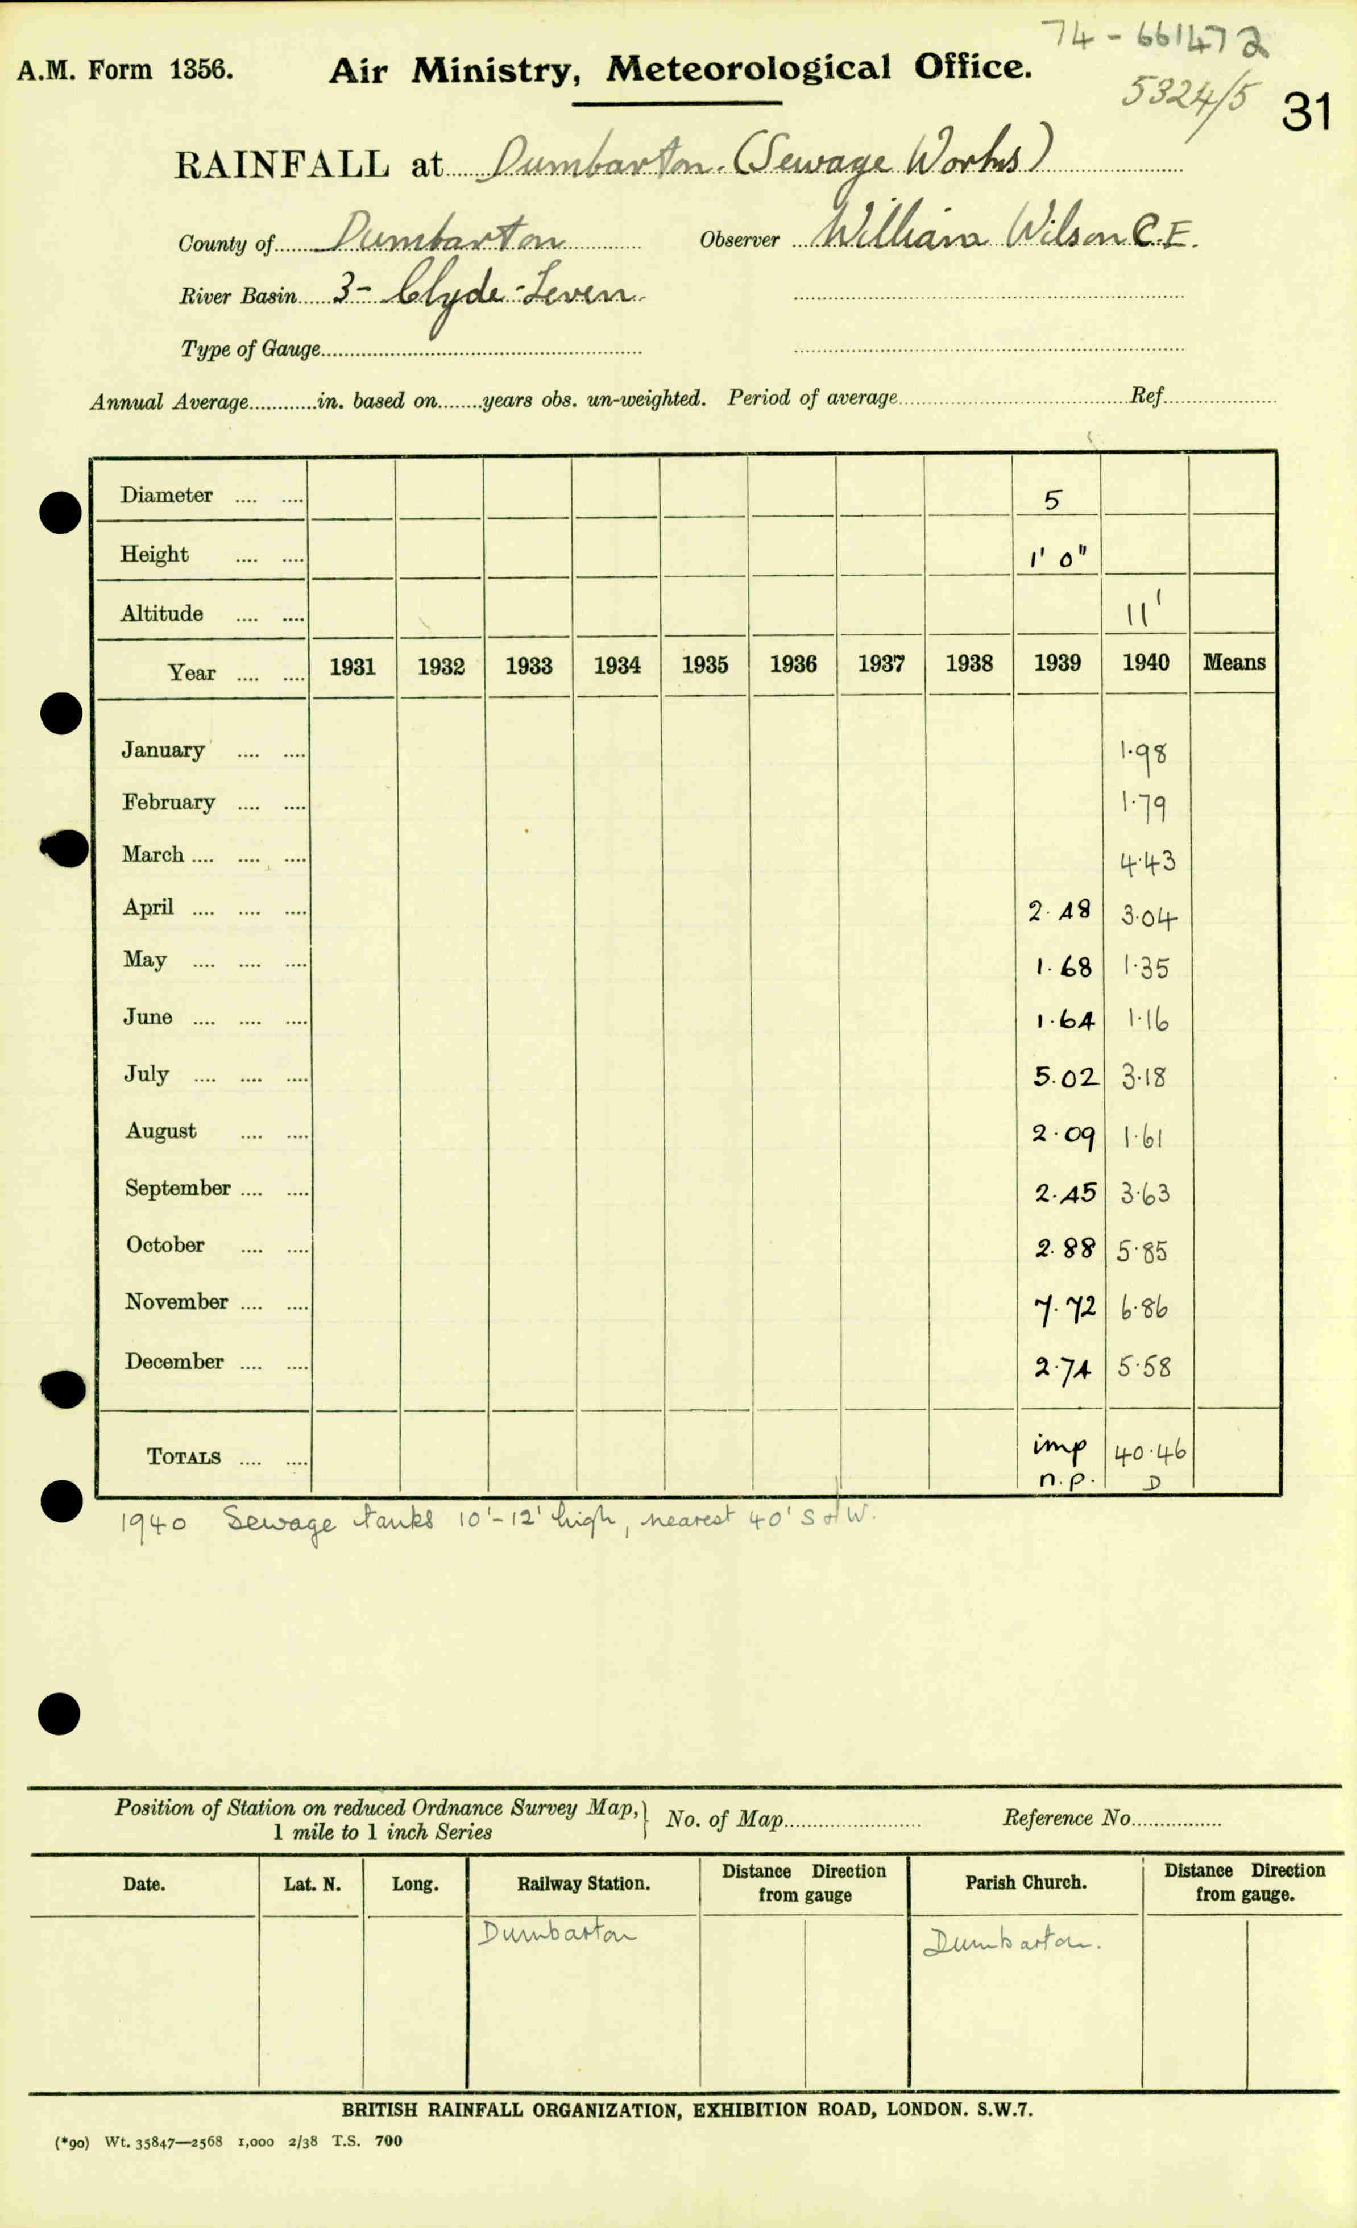 74 - 661472
A.M. Form 1356. Air Ministry, Meteorological Office.
5324/5 31
RAINFALL at Dumbarton. (Sewage Works)
County of Dumbarton Observer William Wilson C.E.
River Basin 3- Clyde-Leven
Type of Gauge
Annual Average in. based on years obs. un-weighted. Period of average Ref.
Diameter .... .... 5
Height .... .... 1' 0"
Altitude .... .... 11'
Year .... .... 1931 1932 1933 1934 1935 1936 1937 1938 1939 1940 Means
January .... .... 1.98
February .... .... 1.79
March .... .... .... 4.43
April .... .... .... 2.48 3.04
May .... .... .... 1.68 1.35
June .... .... .... 1.64 1.16
July .... .... .... 5.02 3.18
August .... .... 2.09 1.61
September .... .... 2.45 3.63
October .... .... 2.88 5.85
November .... .... 7.72 6.86
December .... .... 2.74 5.58
TOTALS .... .... imp 40.46
n.p. D
1940 Sewage tanks 10'-12' high, nearest 40' S of W.
Position of Station on reduced Ordnance Survey Map, 1 mile to 1 inch Series } No. of Map Reference No.
Date. Lat. N. Long. Railway Station. Distance Direction from gauge Parish Church. Distance Direction from gauge.
Dumbarton Dumbarton.
BRITISH RAINFALL ORGANIZATION, EXHIBITION ROAD, LONDON. S.W.7.
(*90) Wt. 35847—2568 1,000 2/38 T.S. 700